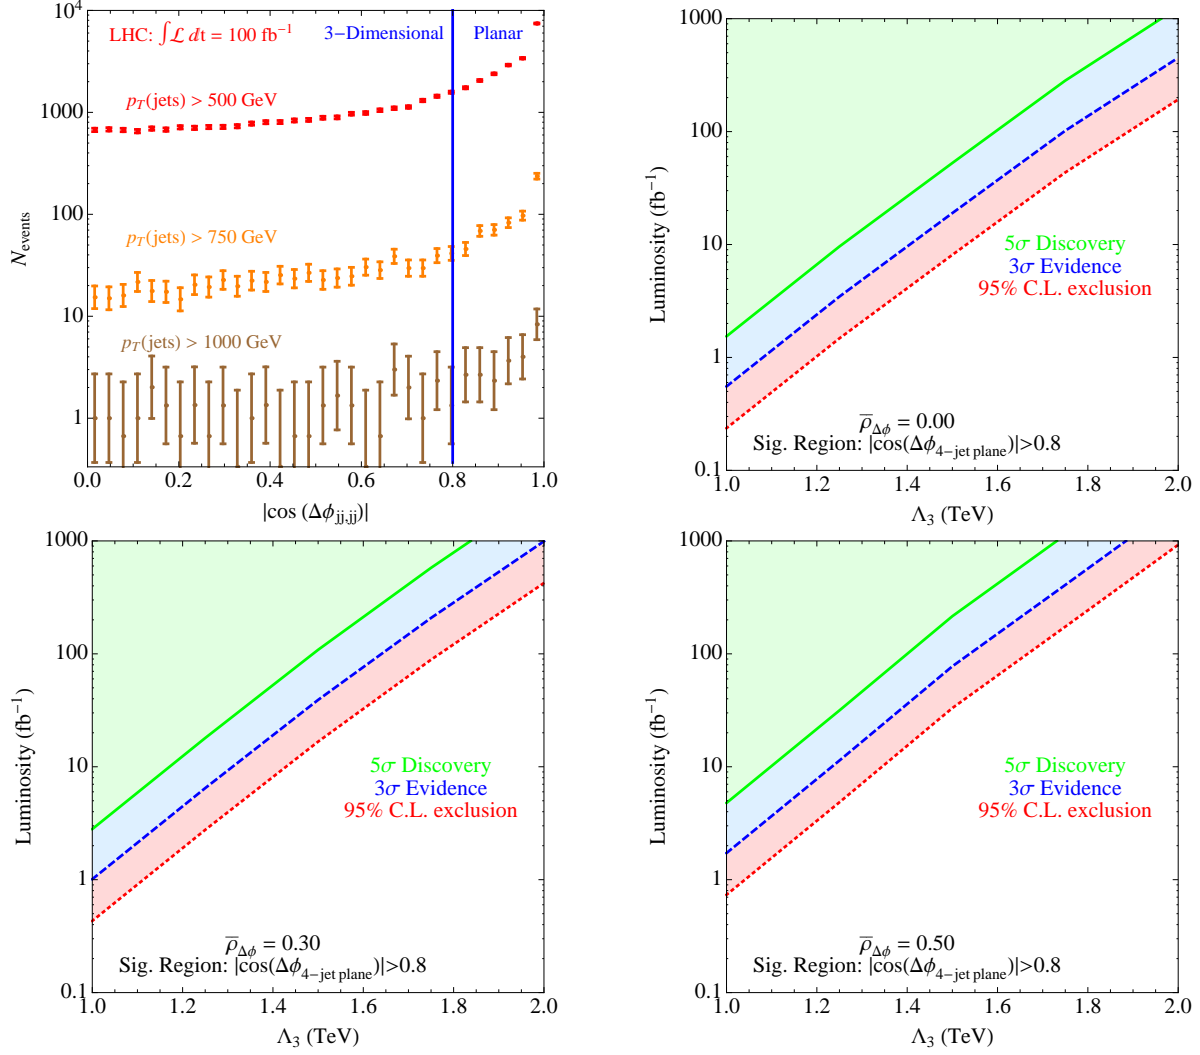 LHC: ∫ℒ dt = 100 fb⁻¹
3−Dimensional
Planar
p_T(jets) > 500 GeV
p_T(jets) > 750 GeV
p_T(jets) > 1000 GeV
N_events
10⁴
1000
100
10
1
0.0 0.2 0.4 0.6 0.8 1.0
|cos (Δϕ_jj,jj)|
Luminosity (fb⁻¹)
1000
100
10
1
0.1
5σ Discovery
3σ Evidence
95% C.L. exclusion
ρ̅_Δϕ = 0.00
Sig. Region: |cos(Δϕ_4−jet plane)|>0.8
1.0 1.2 1.4 1.6 1.8 2.0
Λ₃ (TeV)
Luminosity (fb⁻¹)
1000
100
10
1
0.1
5σ Discovery
3σ Evidence
95% C.L. exclusion
ρ̅_Δϕ = 0.30
Sig. Region: |cos(Δϕ_4−jet plane)|>0.8
1.0 1.2 1.4 1.6 1.8 2.0
Λ₃ (TeV)
Luminosity (fb⁻¹)
1000
100
10
1
0.1
5σ Discovery
3σ Evidence
95% C.L. exclusion
ρ̅_Δϕ = 0.50
Sig. Region: |cos(Δϕ_4−jet plane)|>0.8
1.0 1.2 1.4 1.6 1.8 2.0
Λ₃ (TeV)